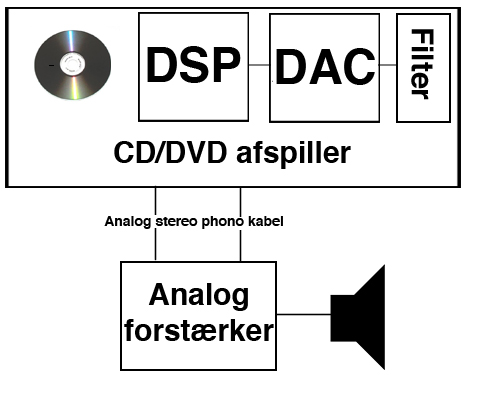 DSP
DAC
Filter
CD/DVD afspiller
Analog stereo phono kabel
Analog
forstærker